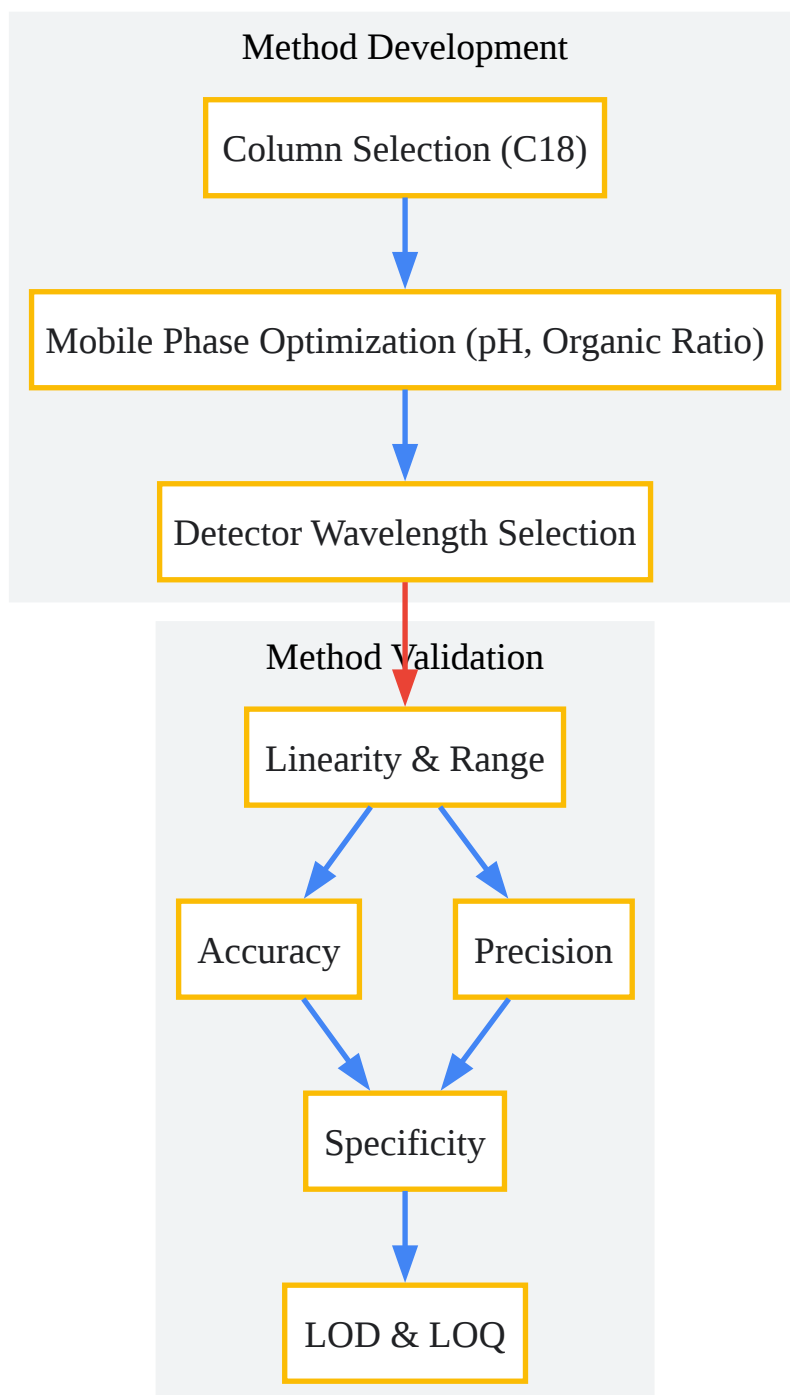 Method Development
Column Selection (C18)
Mobile Phase Optimization (pH, Organic Ratio)
Detector Wavelength Selection
Method Validation
Linearity & Range
Accuracy
Precision
Specificity
LOD & LOQ